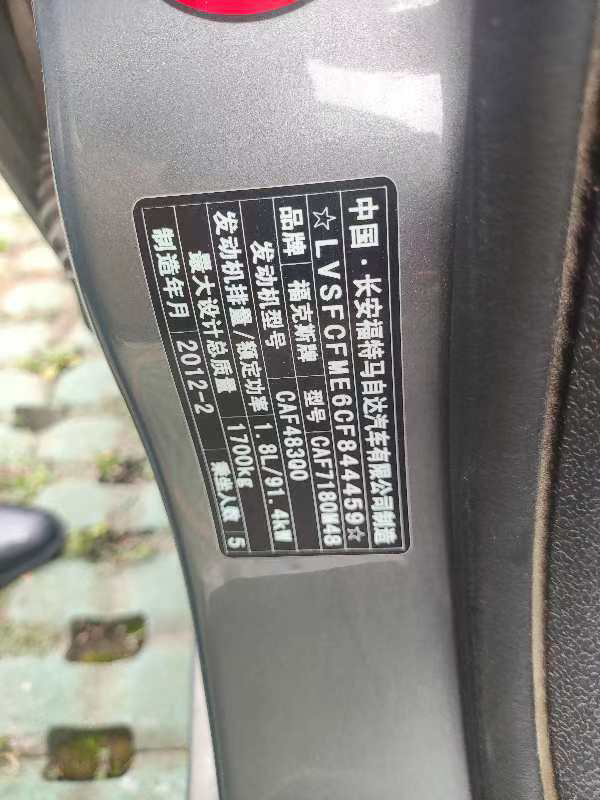 中国·长安福特马自达汽车有限公司制造
☆LVSFCFME6CF844459☆
品牌 福克斯牌 型号 CAF7180M48
发动机型号 CAF483Q0
发动机排量/额定功率 1.8L/91.4kW
最大设计总质量 1700kg 乘坐人数 5
制造年月 2012-2